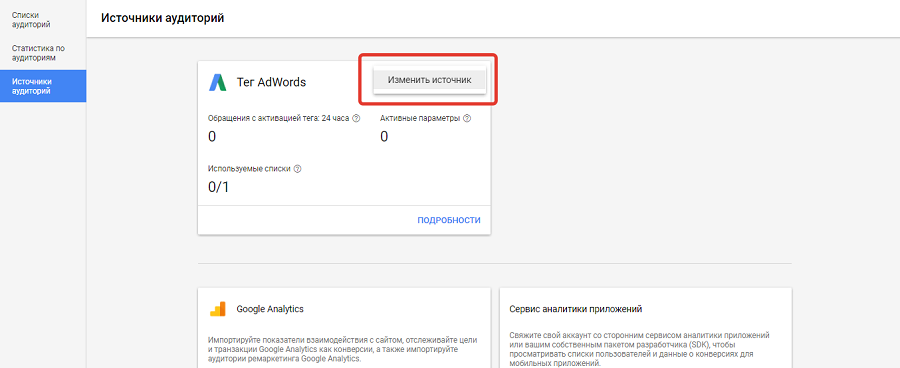 Списки
аудиторий
Источники аудиторий
Статистика по
аудиториям
Источники
аудиторий
Тег AdWords
Изменить источник
Обращения с активацией тега: 24 часа ?
Активные параметры ?
0
0
Используемые списки ?
0/1
ПОДРОБНОСТИ
Google Analytics
Импортируйте показатели взаимодействия с сайтом, отслеживайте цели
и транзакции Google Analytics как конверсии, а также импортируйте
аудитории ремаркетинга Google Analytics.
Сервис аналитики приложений
Свяжите свой аккаунт со сторонним сервисом аналитики приложений
или вашим собственным пакетом разработчика (SDK), чтобы
просматривать списки пользователей и данные о конверсиях для
мобильных приложений.